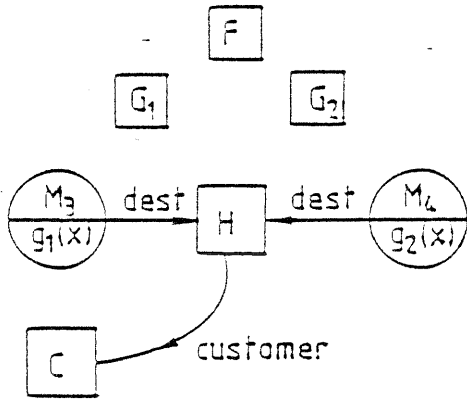 F
G₁ G₂
M₃ dest H dest M₄
g₁(x) g₂(x)
C customer